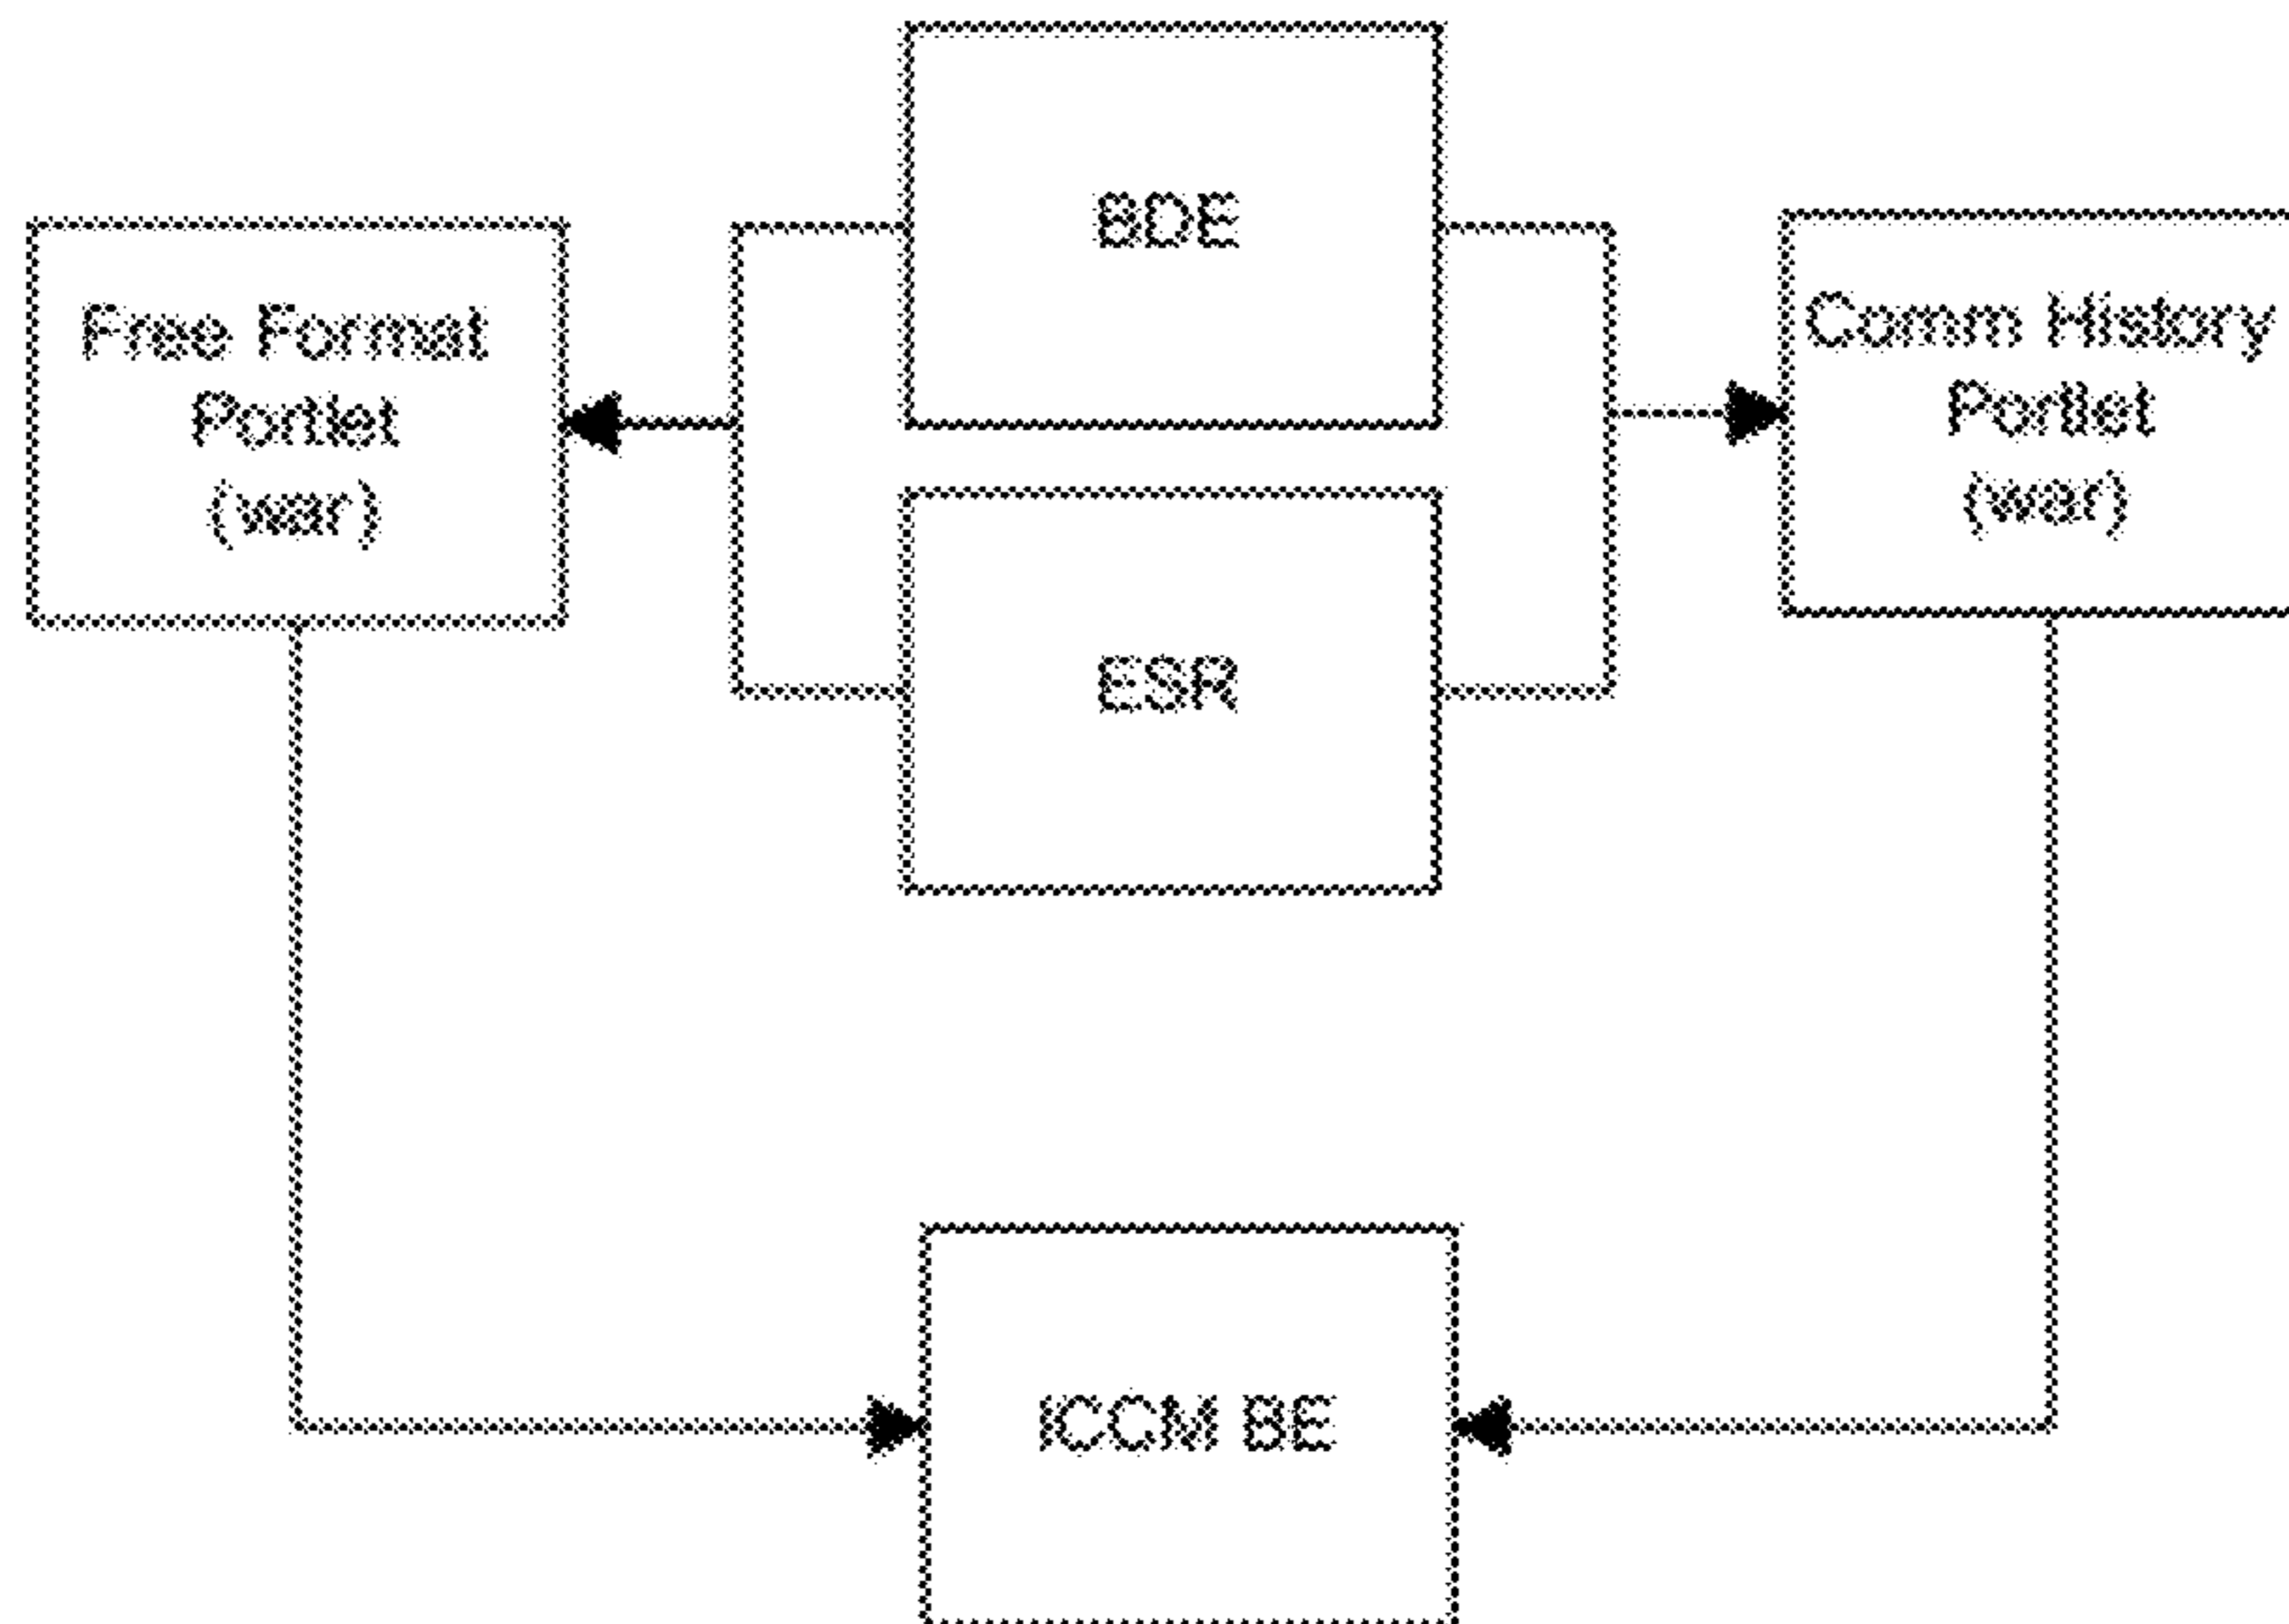 BDE
Free Format
Portlet
(war)
Comm History
Portlet
(war)
ESR
ICCM BE